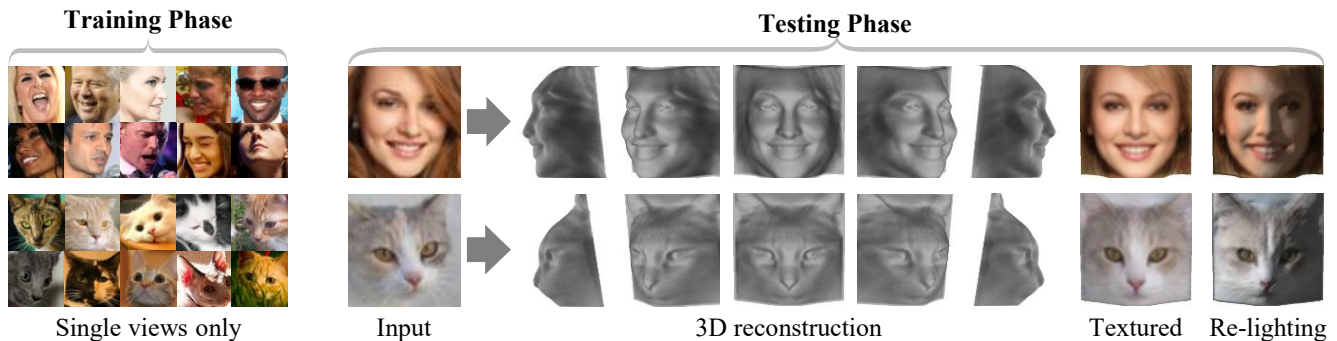 Training Phase
Testing Phase
Single views only
Input
3D reconstruction
Textured
Re-lighting